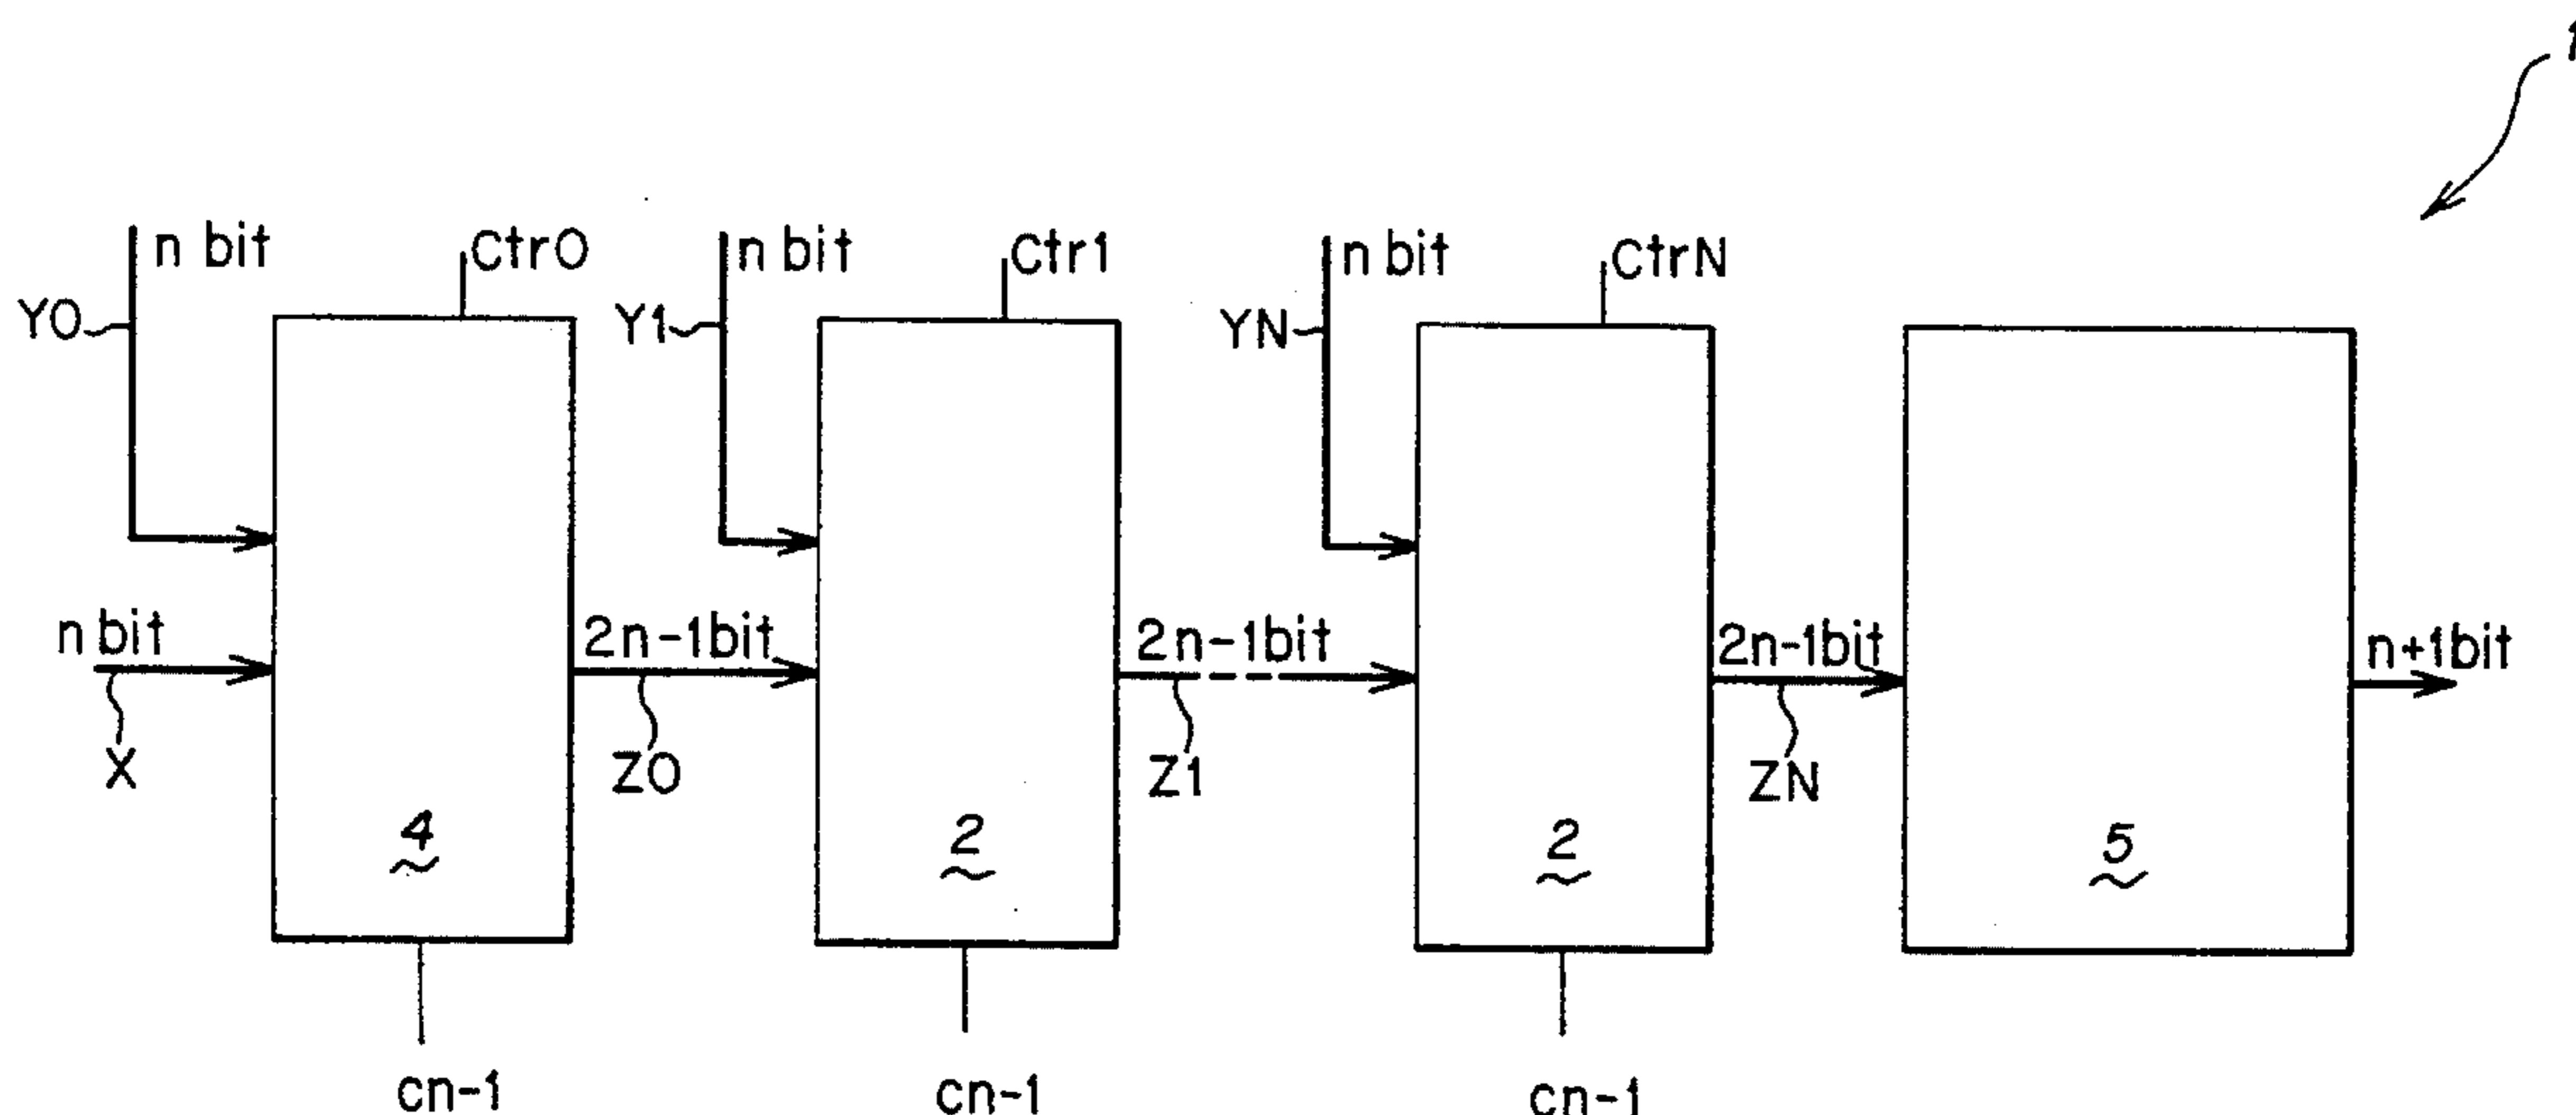 1
n bit
Ctr0
n bit
Ctr1
n bit
CtrN
Y0
Y1
YN
n bit
2n-1bit
2n-1bit
2n-1bit
n+1bit
X
Z0
Z1
ZN
4
2
2
5
cn-1
cn-1
cn-1